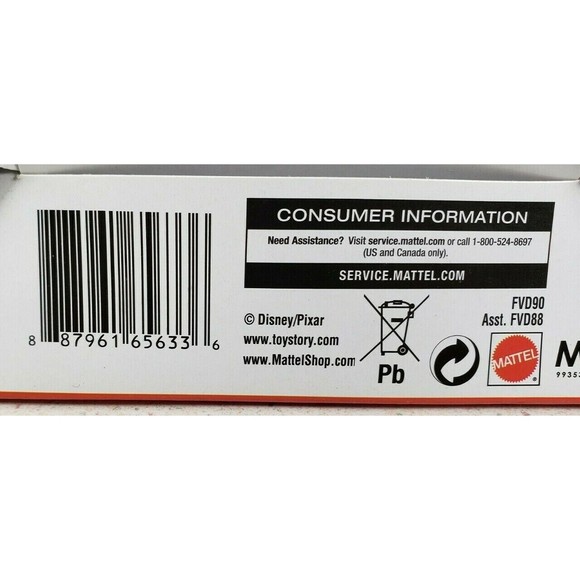 CONSUMER INFORMATION
Need Assistance? Visit service.mattel.com or call 1-800-524-8697
(US and Canada only).
SERVICE.MATTEL.COM
8 87961 65633 6
© Disney/Pixar
www.toystory.com
www.MattelShop.com
Pb
FVD90
Asst. FVD88
MATTEL
®
M
9935